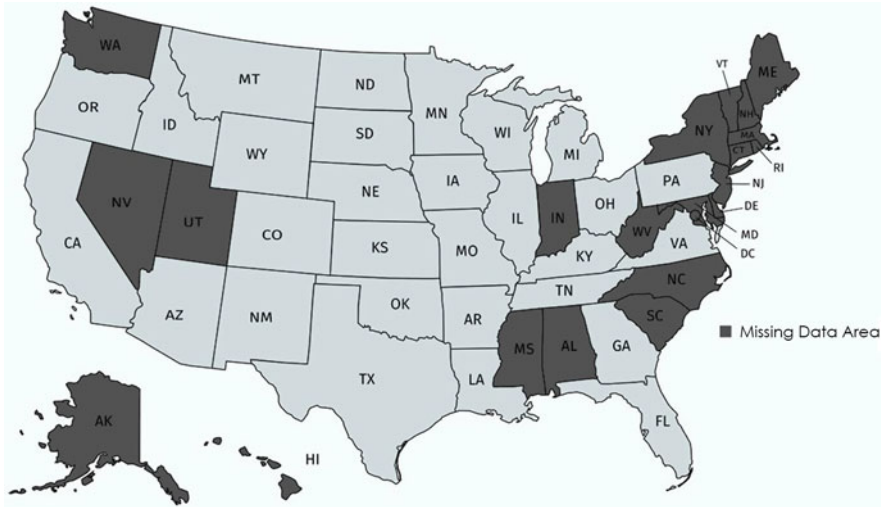 WA
MT
ND
MN
VT
ME
OR
ID
SD
WI
NY
NH
MA
WY
MI
CT
RI
NE
IA
PA
NJ
NV
UT
IL
IN
OH
DE
CA
CO
KS
MO
WV
VA
MD
KY
DC
AZ
NM
OK
TN
NC
AR
SC
MS
AL
GA
Missing Data Area
TX
LA
AK
FL
HI